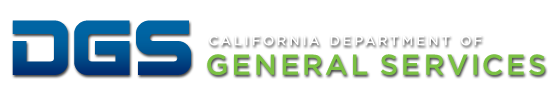 DGS
CALIFORNIA DEPARTMENT OF
GENERAL SERVICES